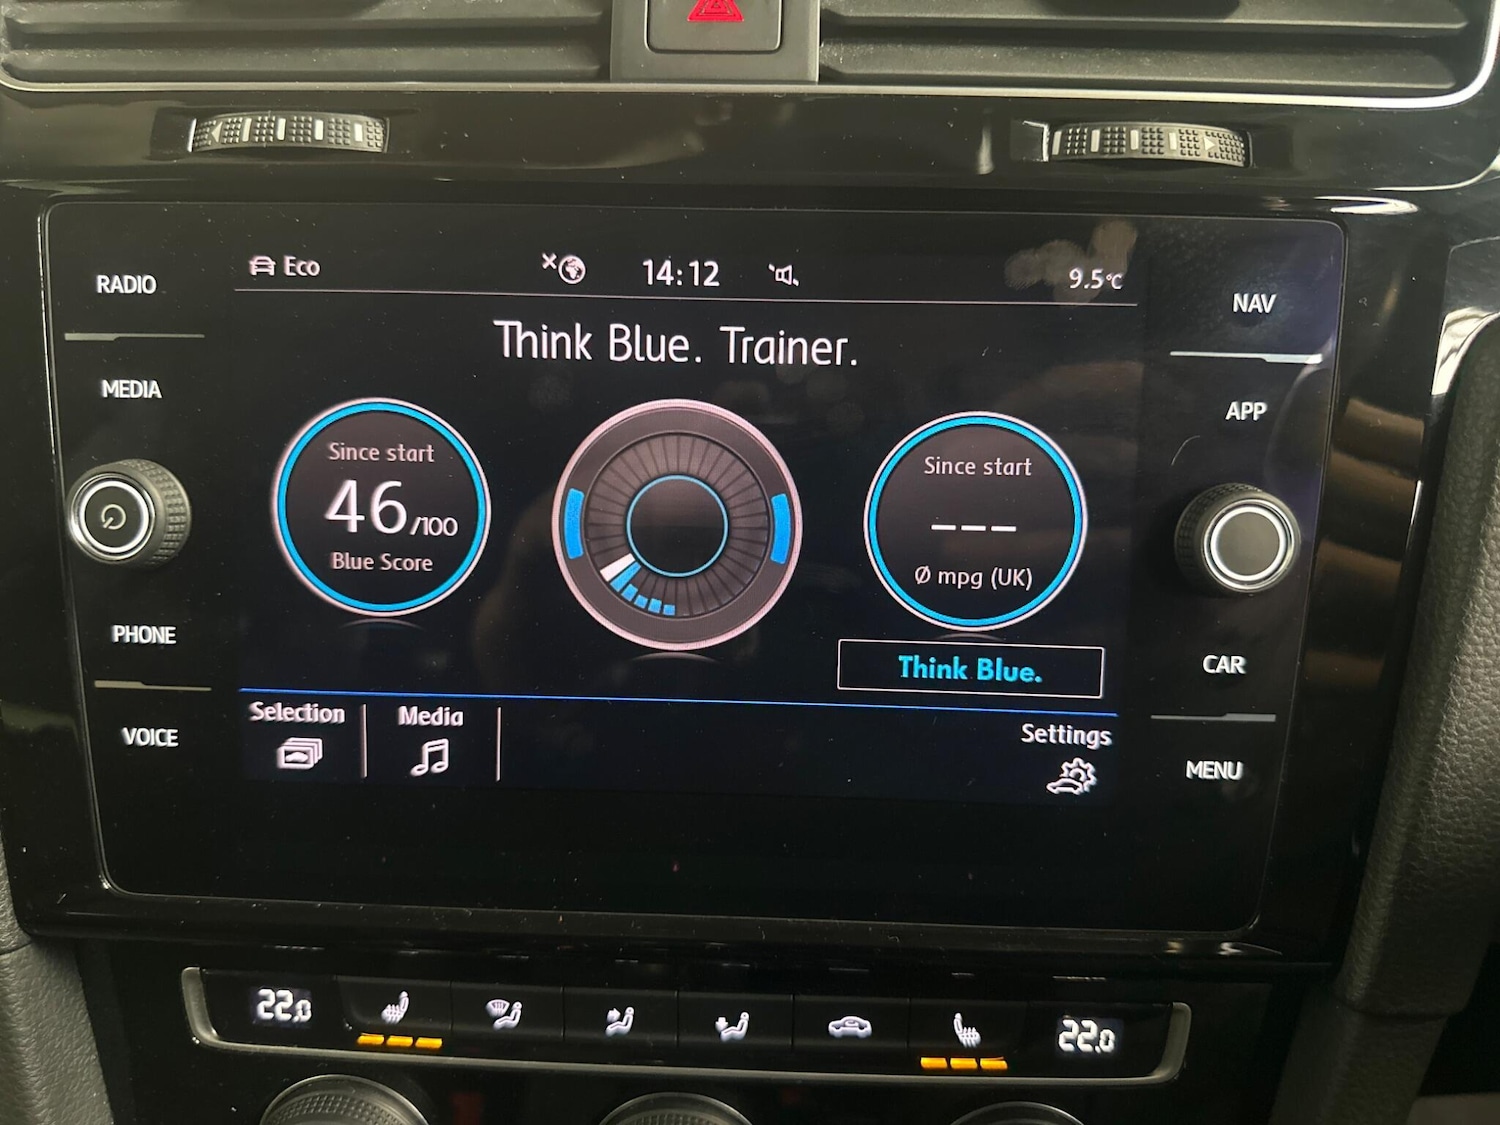 RADIO
MEDIA
PHONE
VOICE
Eco
14:12
9.5°C
Think Blue. Trainer.
Since start
46/100
Blue Score
Since start
---
Ø mpg (UK)
Think Blue.
Selection
Media
Settings
NAV
APP
CAR
MENU
22.0
22.0